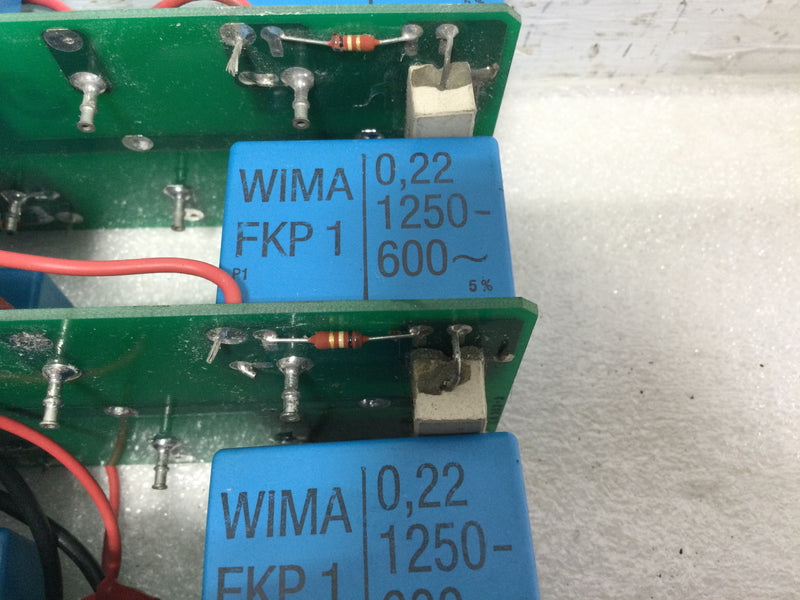 WIMA
FKP 1
P1
0,22
1250-
600~
5%
WIMA
FKP 1
0,22
1250-